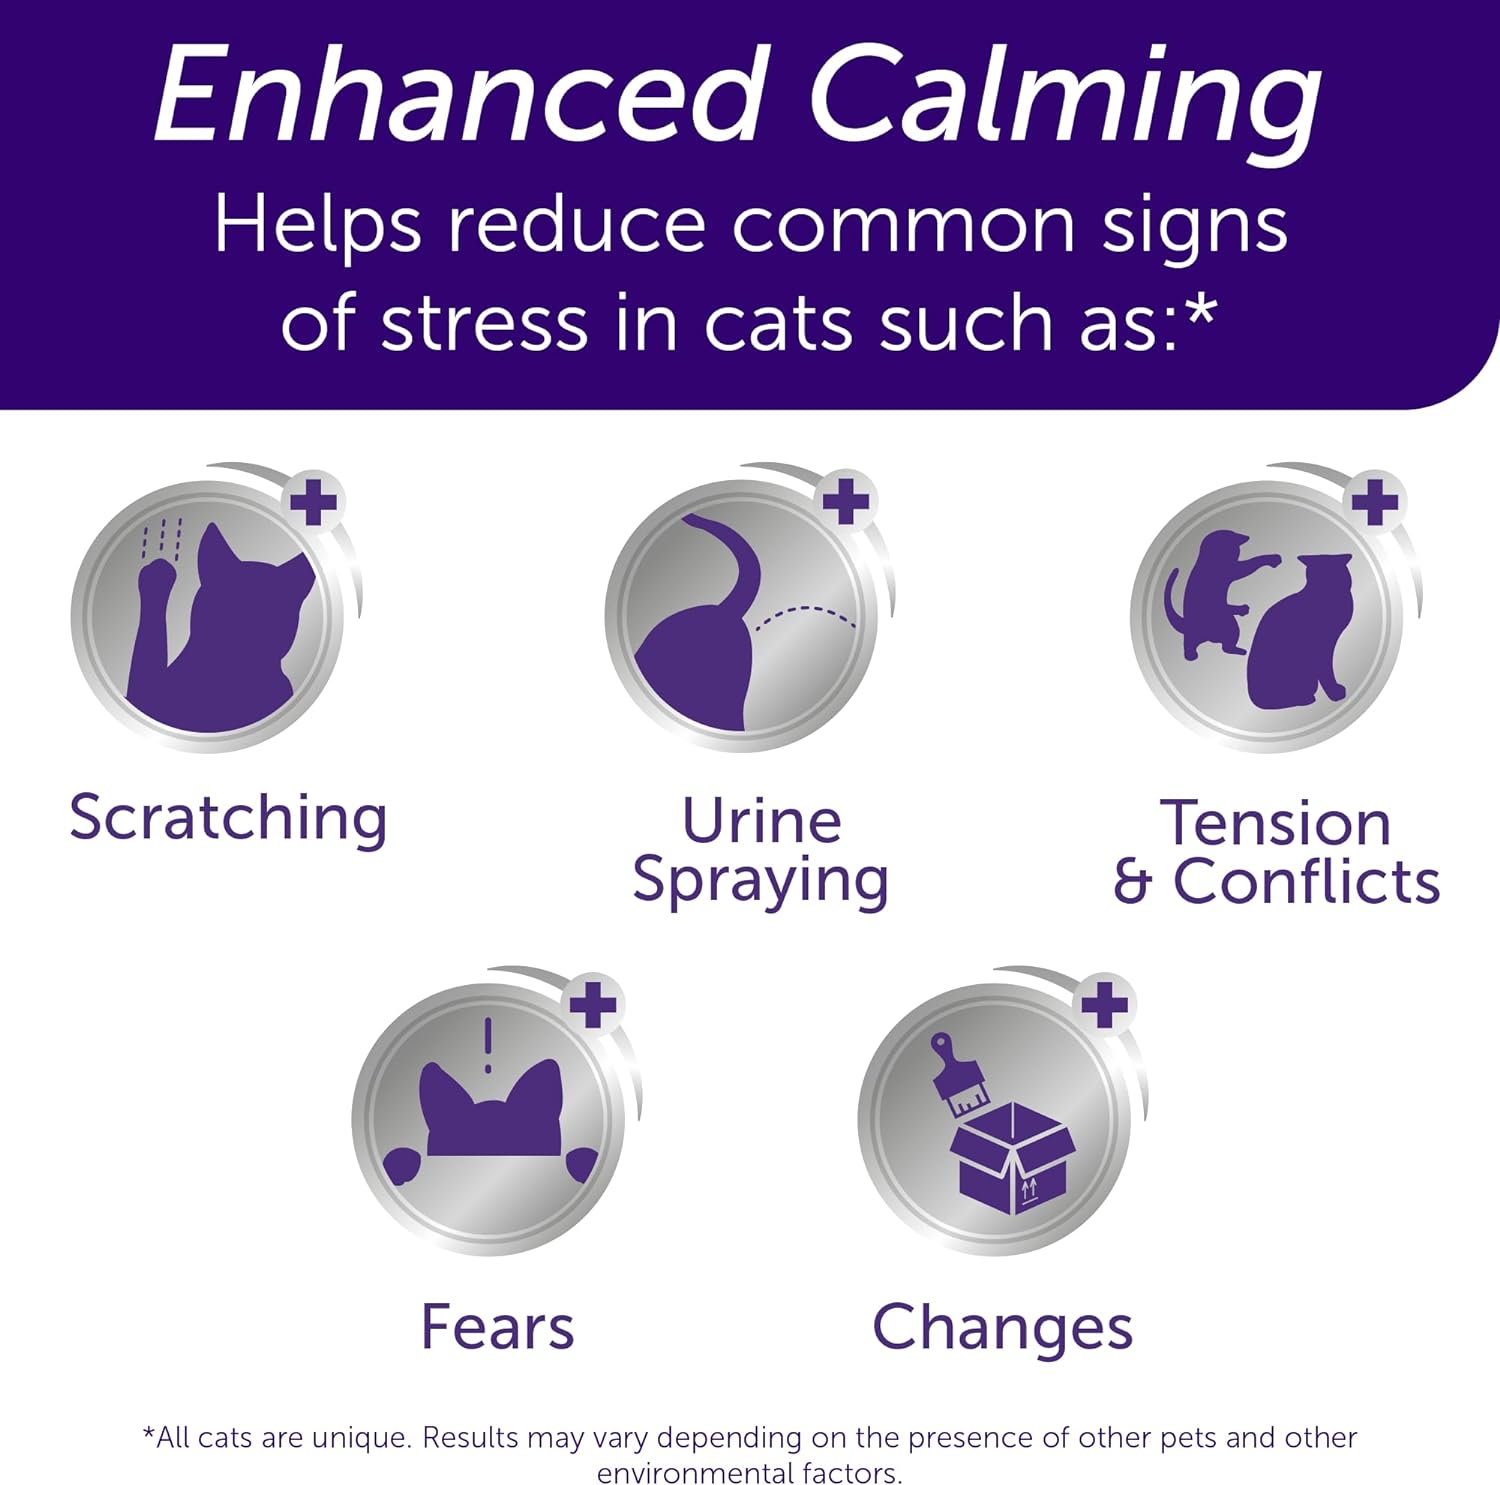 Enhanced Calming
Helps reduce common signs
of stress in cats such as:*
Scratching
Urine
Spraying
Tension
& Conflicts
Fears
Changes
*All cats are unique. Results may vary depending on the presence of other pets and other
environmental factors.